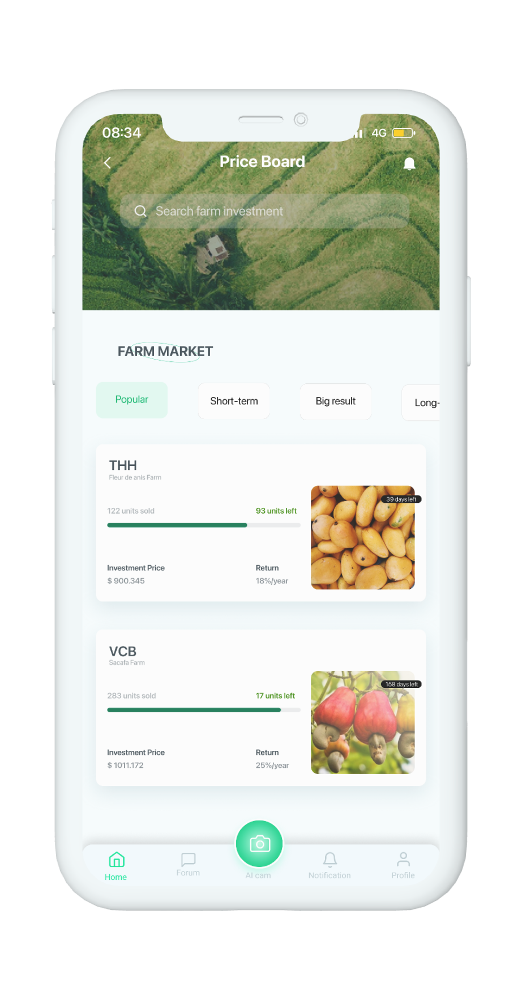 08:34
4G
Price Board
Search farm investment
FARM MARKET
Popular
Short-term
Big result
Long-
THH
Fleur de anis Farm
39 days left
122 units sold
93 units left
Investment Price
Return
$ 900.345
18%/year
VCB
Sacafa Farm
158 days left
283 units sold
17 units left
Investment Price
Return
$ 1011.172
25%/year
Home
Forum
AI cam
Notification
Profile